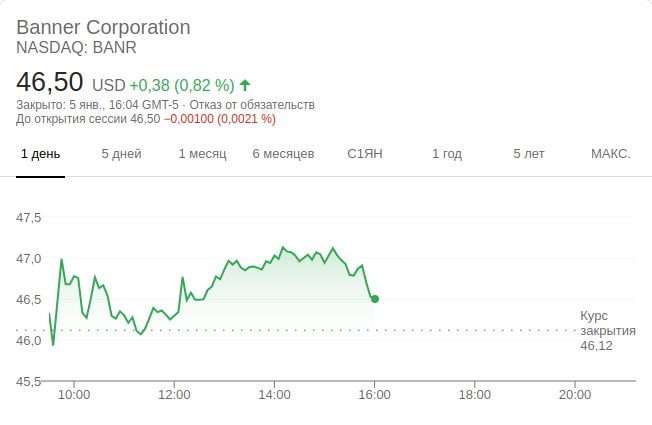 Banner Corporation
NASDAQ: BANR
46,50 USD +0,38 (0,82 %)
Закрыто: 5 янв., 16:04 GMT-5 · Отказ от обязательств
До открытия сессии 46,50 −0,00100 (0,0021 %)
1 день 5 дней 1 месяц 6 месяцев С1ЯН 1 год 5 лет МАКС.
47,5
47,0
46,5
Курс
закрытия
46,12
46,0
45,5
10:00 12:00 14:00 16:00 18:00 20:00